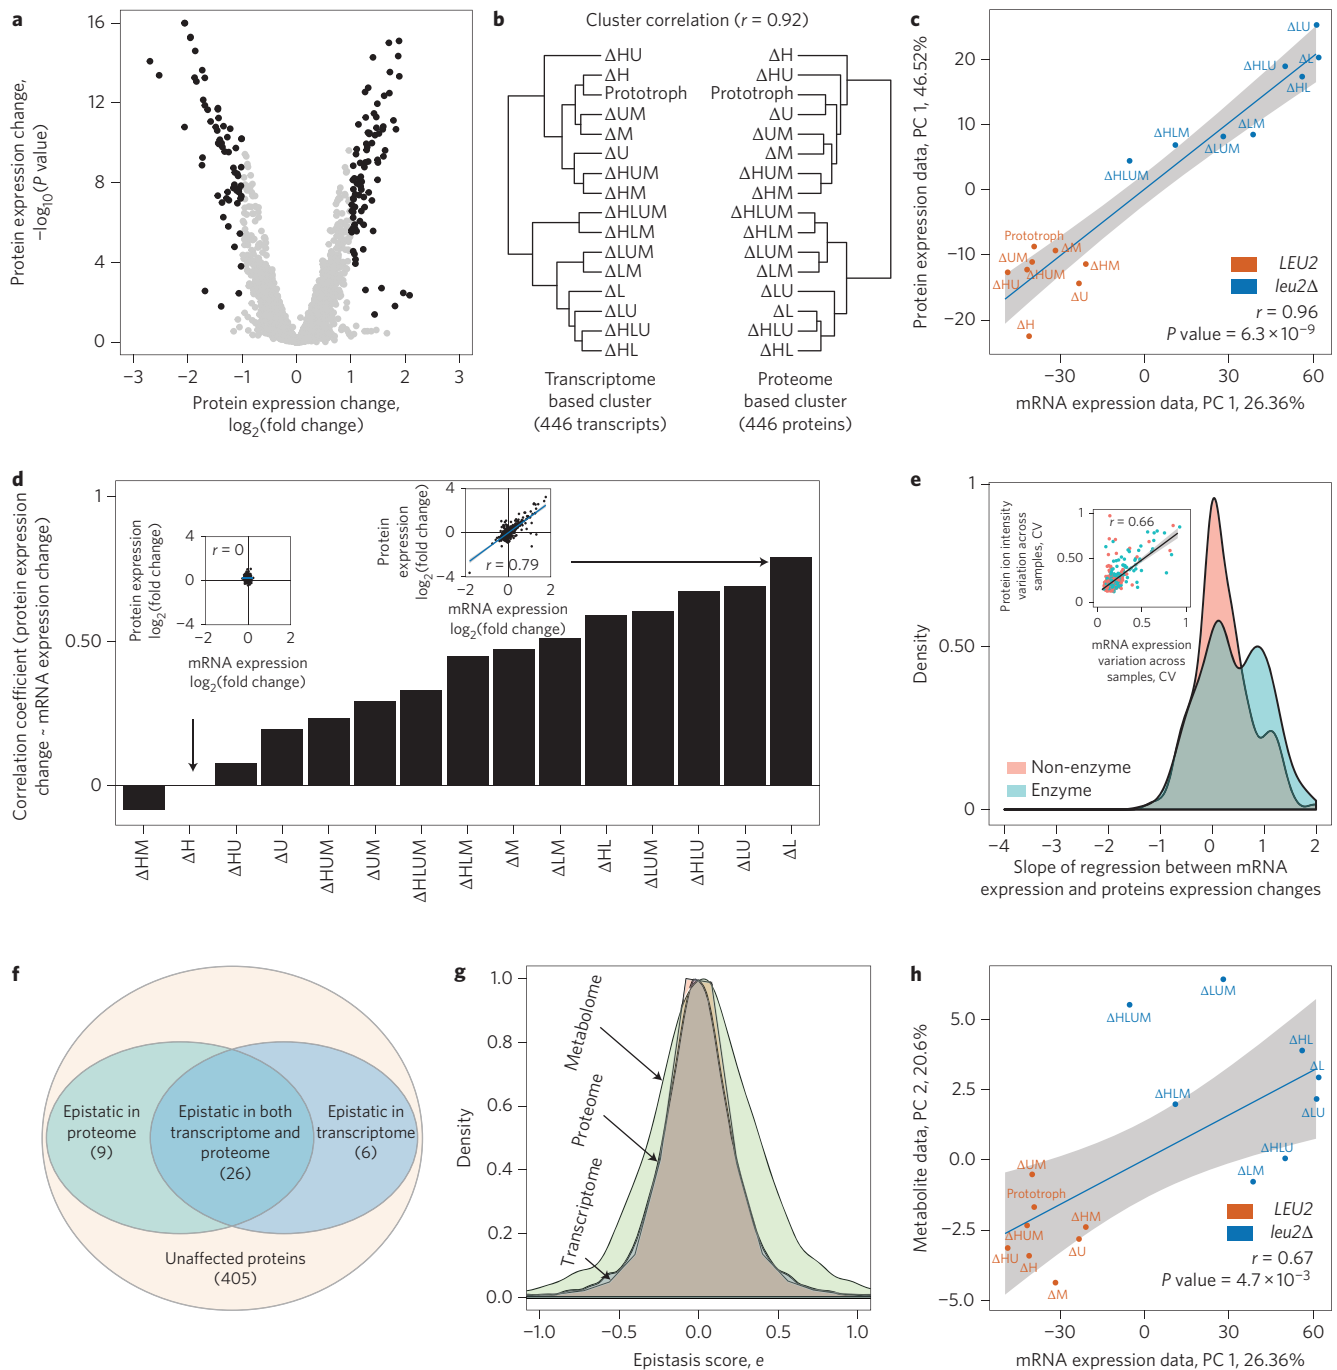 a
Protein expression change,
−log10(P value)
16
12
8
4
0
−3
−2
−1
0
1
2
3
Protein expression change,
log2(fold change)
b
Cluster correlation (r = 0.92)
ΔHU
ΔH
Prototroph
ΔUM
ΔM
ΔU
ΔHUM
ΔHM
ΔHLUM
ΔHLM
ΔLUM
ΔLM
ΔL
ΔLU
ΔHLU
ΔHL
Transcriptome
based cluster
(446 transcripts)
ΔH
ΔHU
Prototroph
ΔU
ΔUM
ΔM
ΔHUM
ΔHM
ΔHLUM
ΔHLM
ΔLUM
ΔLM
ΔLU
ΔL
ΔHLU
ΔHL
Proteome
based cluster
(446 proteins)
c
Protein expression data, PC 1, 46.52%
20
10
0
−10
−20
ΔLU
ΔL
ΔHLU
ΔHL
ΔHLM
ΔLM
ΔLUM
ΔHLUM
Prototroph
ΔM
ΔUM
ΔHM
ΔHUM
ΔHU
ΔU
ΔH
LEU2
leu2Δ
r = 0.96
P value = 6.3 × 10−9
−30
0
30
60
mRNA expression data, PC 1, 26.36%
d
Correlation coefficient (protein expression
change ~ mRNA expression change)
1
0.50
0
Protein expression
log2(fold change)
4
0
−4
r = 0
−2
0
2
mRNA expression
log2(fold change)
Protein
expression
log2(fold change)
4
0
−4
r = 0.79
−2
0
2
mRNA expression
log2(fold change)
ΔHM
ΔH
ΔHU
ΔU
ΔHUM
ΔUM
ΔHLUM
ΔHLM
ΔM
ΔLM
ΔHL
ΔLUM
ΔHLU
ΔLU
ΔL
e
Density
1
0.50
0
Protein ion intensity
variation across
samples, CV
1
0.50
0
r = 0.66
0
0.5
1
mRNA expression
variation across
samples, CV
Non-enzyme
Enzyme
−4
−3
−2
−1
0
1
2
Slope of regression between mRNA
expression and proteins expression changes
f
Epistatic in
proteome
(9)
Epistatic in both
transcriptome and
proteome
(26)
Epistatic in
transcriptome
(6)
Unaffected proteins
(405)
g
Density
1.0
0.8
0.6
0.4
0.2
0.0
Metabolome
Proteome
Transcriptome
−1.0
−0.5
0.0
0.5
1.0
Epistasis score, e
h
Metabolite data, PC 2, 20.6%
5.0
2.5
0.0
−2.5
−5.0
ΔLUM
ΔHLUM
ΔHL
ΔL
ΔHLM
ΔLU
ΔHLU
ΔLM
ΔUM
Prototroph
ΔHM
ΔHUM
ΔU
ΔHU
ΔH
ΔM
LEU2
leu2Δ
r = 0.67
P value = 4.7 × 10−3
−30
0
30
60
mRNA expression data, PC 1, 26.36%